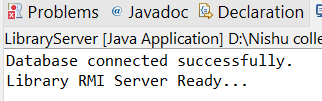 Problems @ Javadoc Declaration
LibraryServer [Java Application] D:\Nishu colle
Database connected successfully.
Library RMI Server Ready...